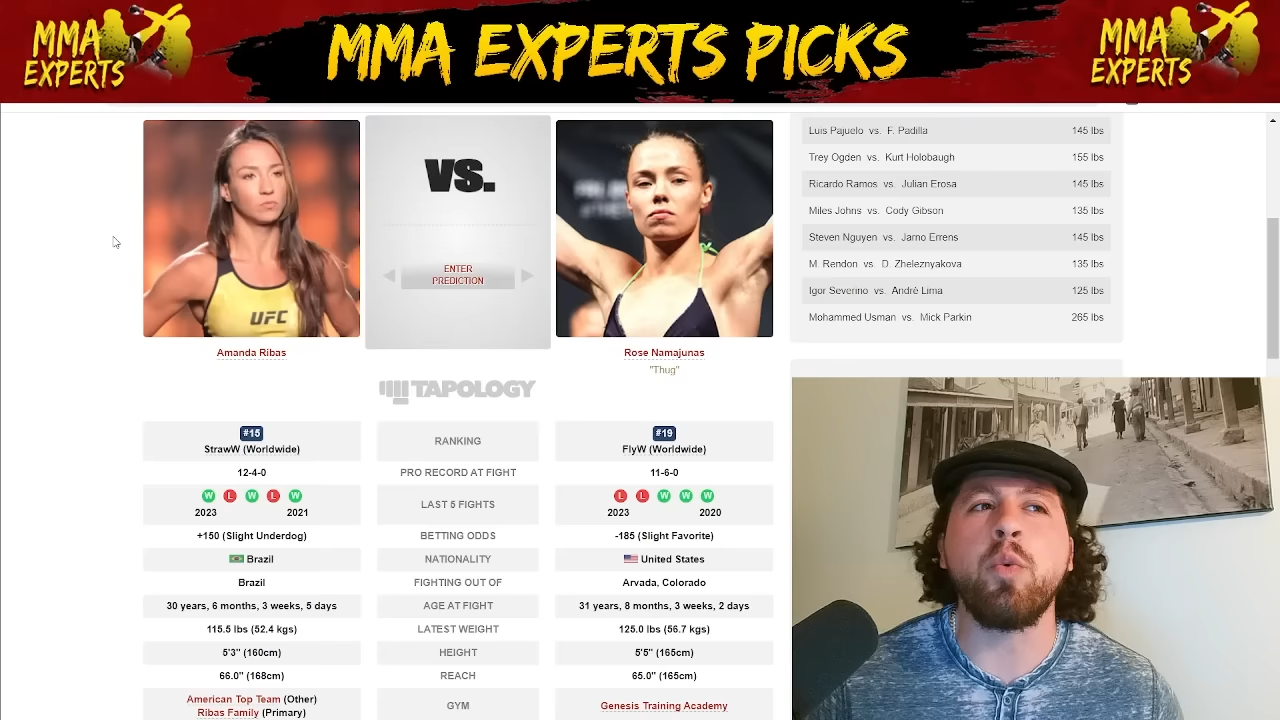 MMA EXPERTS
MMA EXPERTS PICKS
MMA EXPERTS
VS.
ENTER PREDICTION
UFC
Amanda Ribas
Rose Namajunas
"Thug"
TAPOLOGY
#15
StrawW (Worldwide)
RANKING
#19
FlyW (Worldwide)
12-4-0
PRO RECORD AT FIGHT
11-6-0
W L W L W
2023 2021
LAST 5 FIGHTS
L L W W W
2023 2020
+150 (Slight Underdog)
BETTING ODDS
-185 (Slight Favorite)
Brazil
NATIONALITY
United States
Brazil
FIGHTING OUT OF
Arvada, Colorado
30 years, 6 months, 3 weeks, 5 days
AGE AT FIGHT
31 years, 8 months, 3 weeks, 2 days
115.5 lbs (52.4 kgs)
LATEST WEIGHT
125.0 lbs (56.7 kgs)
5'3" (160cm)
HEIGHT
5'5" (165cm)
66.0" (168cm)
REACH
65.0" (165cm)
American Top Team (Other)
Ribas Family (Primary)
GYM
Genesis Training Academy
Luis Pajuelo vs. F. Padilla 145 lbs
Trey Ogden vs. Kurt Holobaugh 155 lbs
Ricardo Ramos vs. Julian Erosa 145 lbs
Miles Johns vs. Cody Gibson 135 lbs
Steven Nguyen vs. Jarno Errens 145 lbs
M. Rendon vs. D. Zheleznyakova 135 lbs
Igor Severino vs. André Lima 125 lbs
Mohammed Usman vs. Mick Parkin 265 lbs